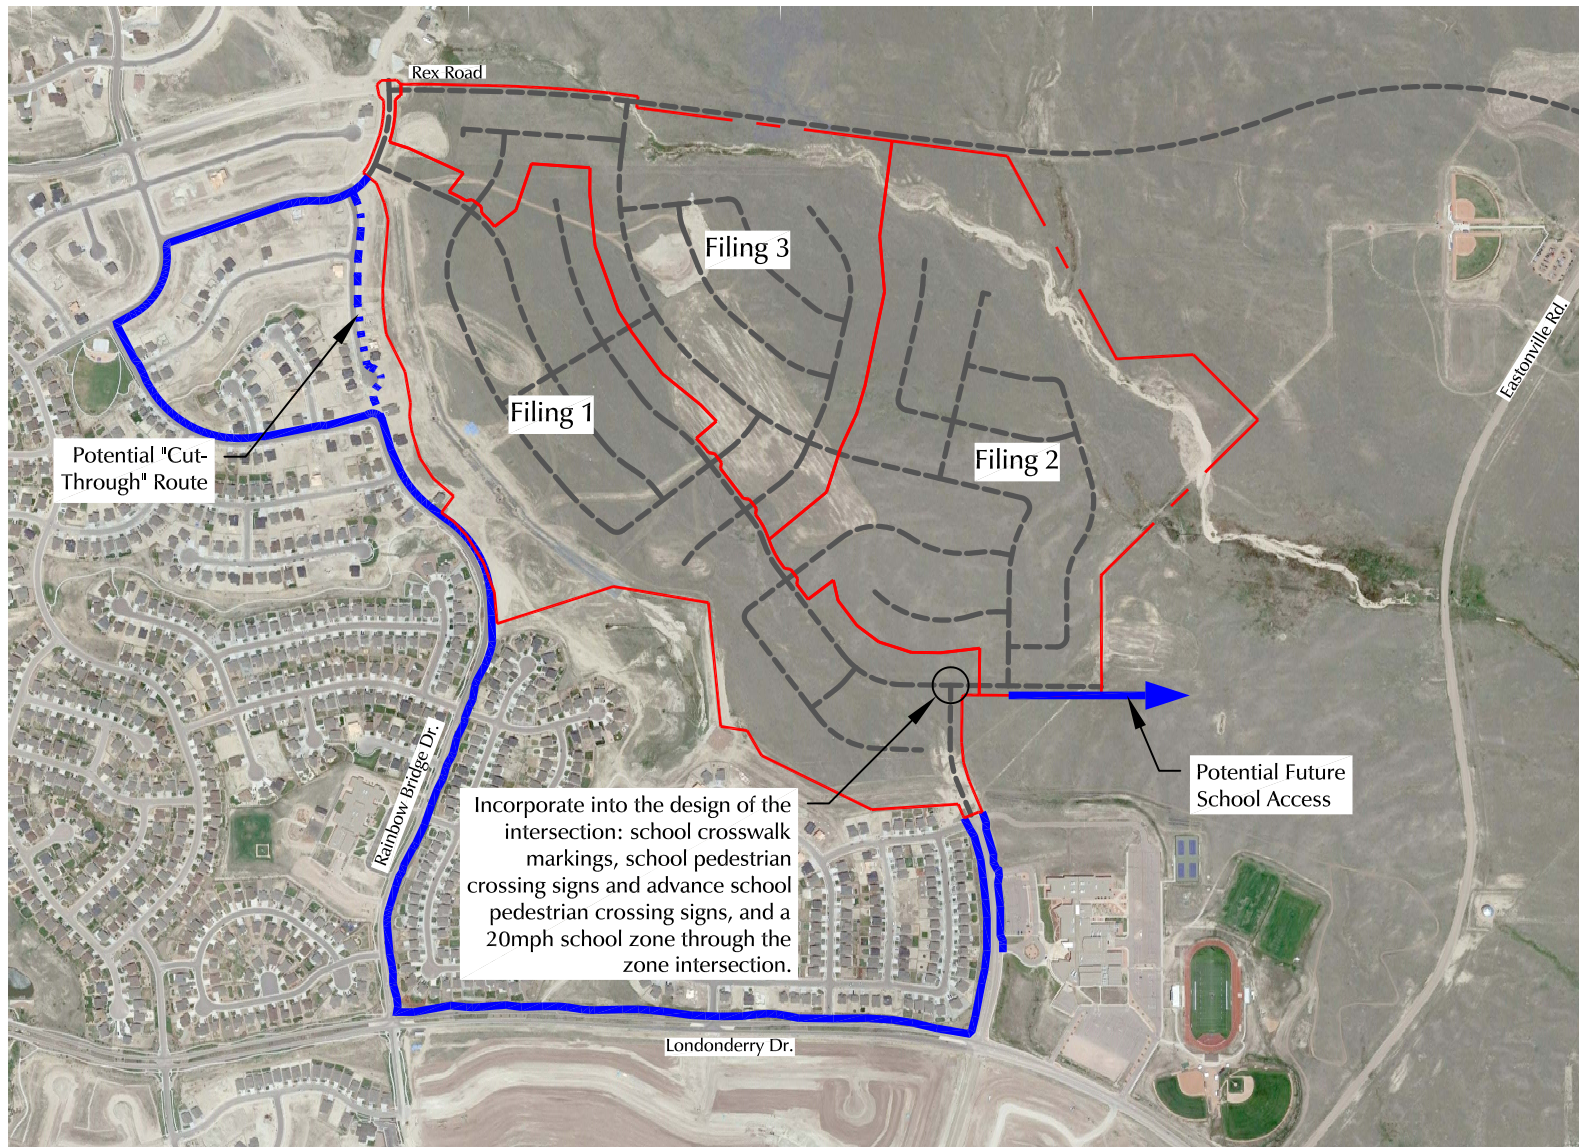 Rex Road
Filing 3
Eastonville Rd.
Filing 1
Potential "Cut-
Through" Route
Filing 2
Rainbow Bridge Dr.
Potential Future
School Access
Incorporate into the design of the
intersection: school crosswalk
markings, school pedestrian
crossing signs and advance school
pedestrian crossing signs, and a
20mph school zone through the
zone intersection.
Londonderry Dr.